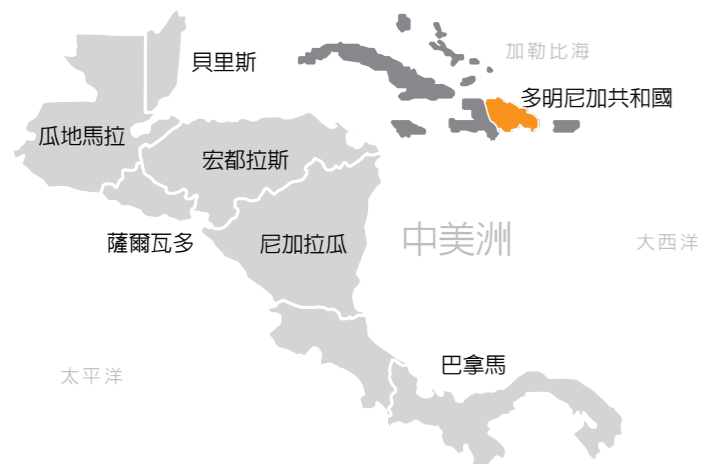 加勒比海
貝里斯
多明尼加共和國
瓜地馬拉
宏都拉斯
薩爾瓦多
尼加拉瓜
中美洲
大西洋
巴拿馬
太平洋